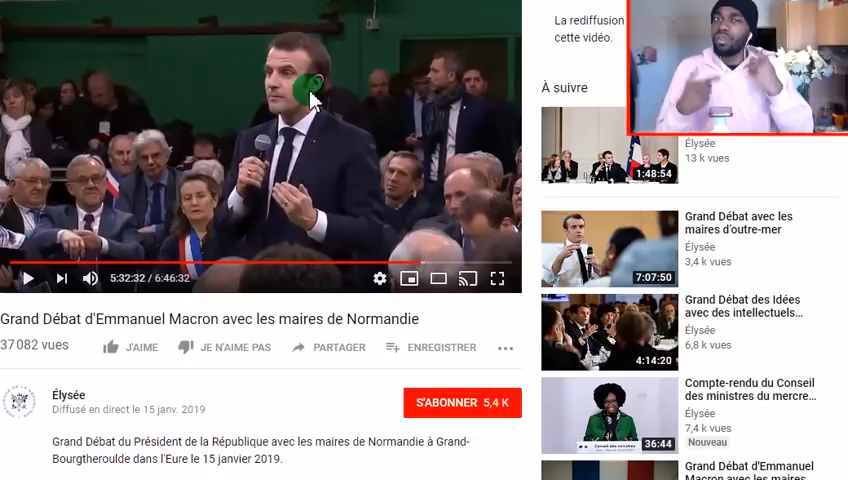 5:32:32 / 6:46:32
Grand Débat d'Emmanuel Macron avec les maires de Normandie
37 082 vues
J'AIME
JE N'AIME PAS
PARTAGER
ENREGISTRER
Élysée
Diffusé en direct le 15 janv. 2019
S'ABONNER 5,4 K
Grand Débat du Président de la République avec les maires de Normandie à Grand-
Bourgtheroulde dans l'Eure le 15 janvier 2019.
La rediffusion
cette vidéo.
À suivre
1:48:54
Élysée
13 k vues
7:07:50
Grand Débat avec les
maires d'outre-mer
Élysée
3,4 k vues
4:14:20
Grand Débat des Idées
avec des intellectuels…
Élysée
6,8 k vues
36:44
Compte-rendu du Conseil
des ministres du mercre…
Élysée
7,4 k vues
Nouveau
Grand Débat d'Emmanuel
Macron avec les maires